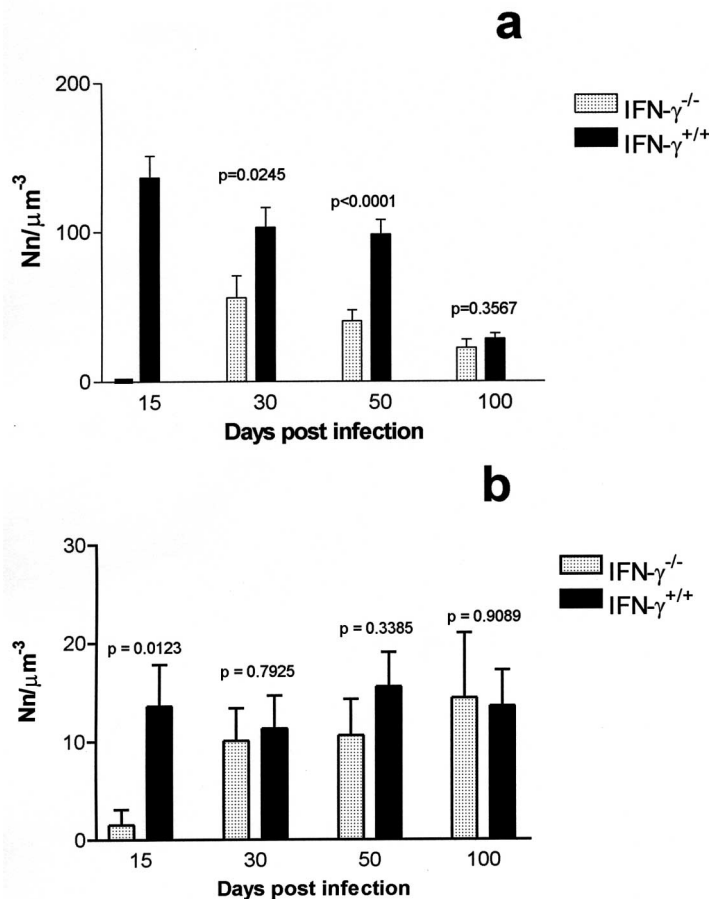 a
IFN-γ-/-
IFN-γ+/+
200
100
0
Nn/μm-3
p=0.0245
p<0.0001
p=0.3567
15 30 50 100
Days post infection
b
IFN-γ-/-
IFN-γ+/+
30
20
10
0
Nn/μm-3
p = 0.0123
p = 0.7925
p = 0.3385
p = 0.9089
15 30 50 100
Days post infection